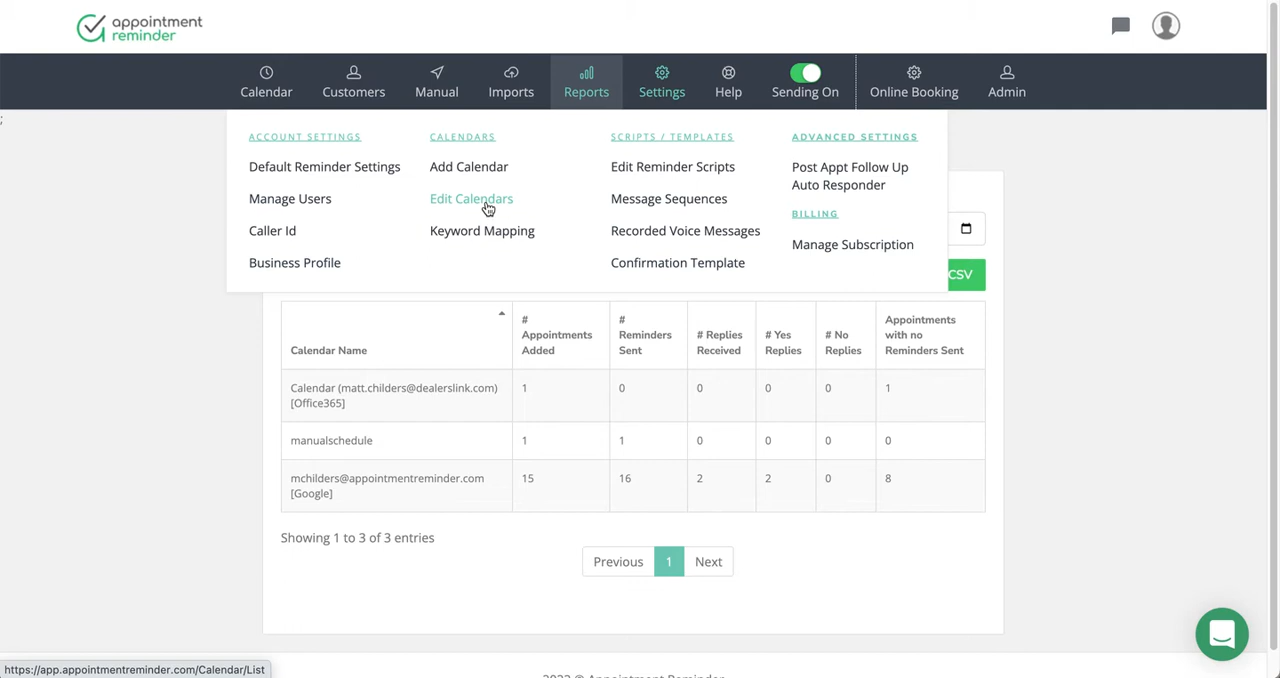 appointment
reminder
Calendar
Customers
Manual
Imports
Reports
Settings
Help
Sending On
Online Booking
Admin
;
ACCOUNT SETTINGS
Default Reminder Settings
Manage Users
Caller Id
Business Profile
CALENDARS
Add Calendar
Edit Calendars
Keyword Mapping
SCRIPTS / TEMPLATES
Edit Reminder Scripts
Message Sequences
Recorded Voice Messages
Confirmation Template
ADVANCED SETTINGS
Post Appt Follow Up
Auto Responder
BILLING
Manage Subscription
CSV
Calendar Name
#
Appointments
Added
#
Reminders
Sent
# Replies
Received
# Yes
Replies
# No
Replies
Appointments
with no
Reminders Sent
Calendar (matt.childers@dealerslink.com)
[Office365]
1
0
0
0
0
1
manualschedule
1
1
0
0
0
0
mchilders@appointmentreminder.com
[Google]
15
16
2
2
0
8
Showing 1 to 3 of 3 entries
Previous
1
Next
https://app.appointmentreminder.com/Calendar/List
2022 © Appointment Reminder